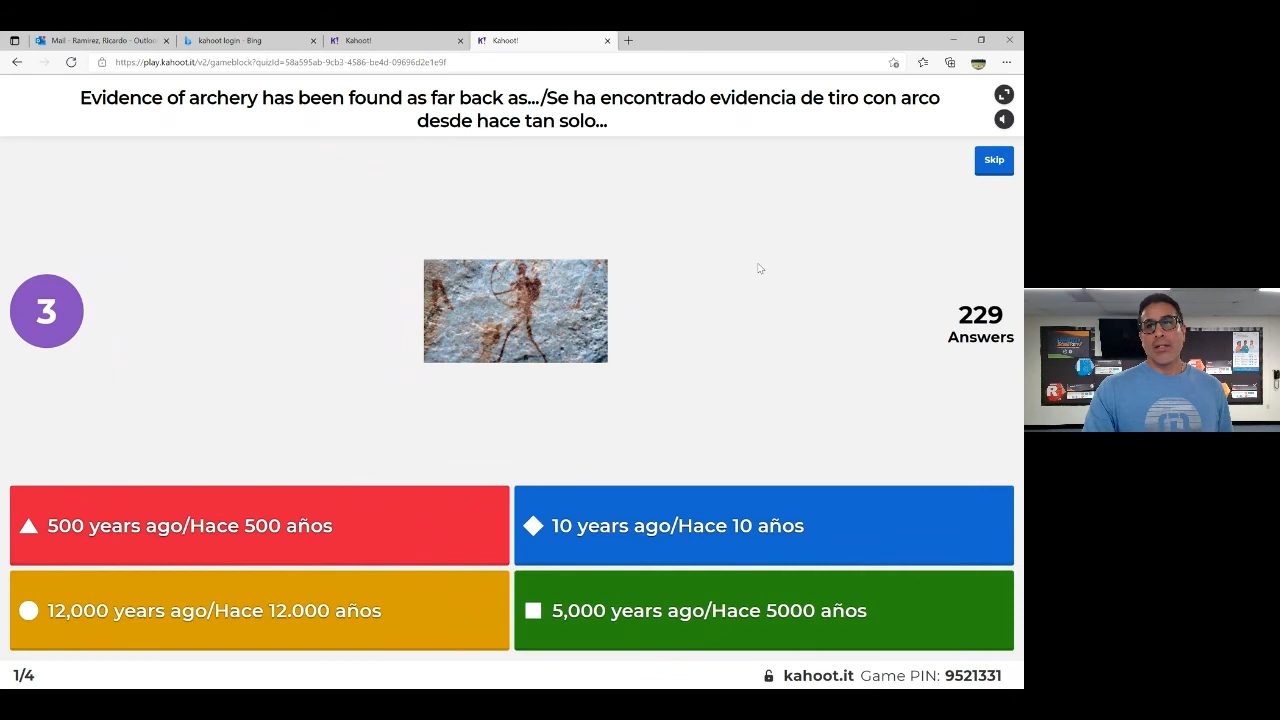 Mail - Ramirez, Ricardo - Outloo
kahoot login - Bing
Kahoot!
Kahoot!
https://play.kahoot.it/v2/gameblock?quizId=58a595ab-9cb3-4586-be4d-09696d2e1e9f
Evidence of archery has been found as far back as.../Se ha encontrado evidencia de tiro con arco
desde hace tan solo...
Skip
3
229
Answers
500 years ago/Hace 500 años
10 years ago/Hace 10 años
12,000 years ago/Hace 12.000 años
5,000 years ago/Hace 5000 años
1/4
kahoot.it Game PIN: 9521331